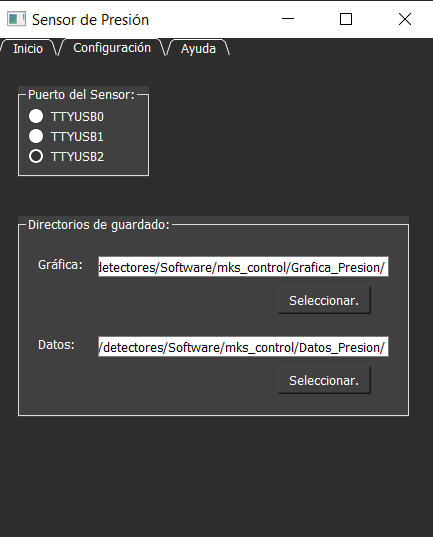 Sensor de Presión
Inicio
Configuración
Ayuda
Puerto del Sensor:
TTYUSB0
TTYUSB1
TTYUSB2
Directorios de guardado:
Gráfica: detectores/Software/mks_control/Grafica_Presion/
Seleccionar.
Datos: /detectores/Software/mks_control/Datos_Presion/
Seleccionar.